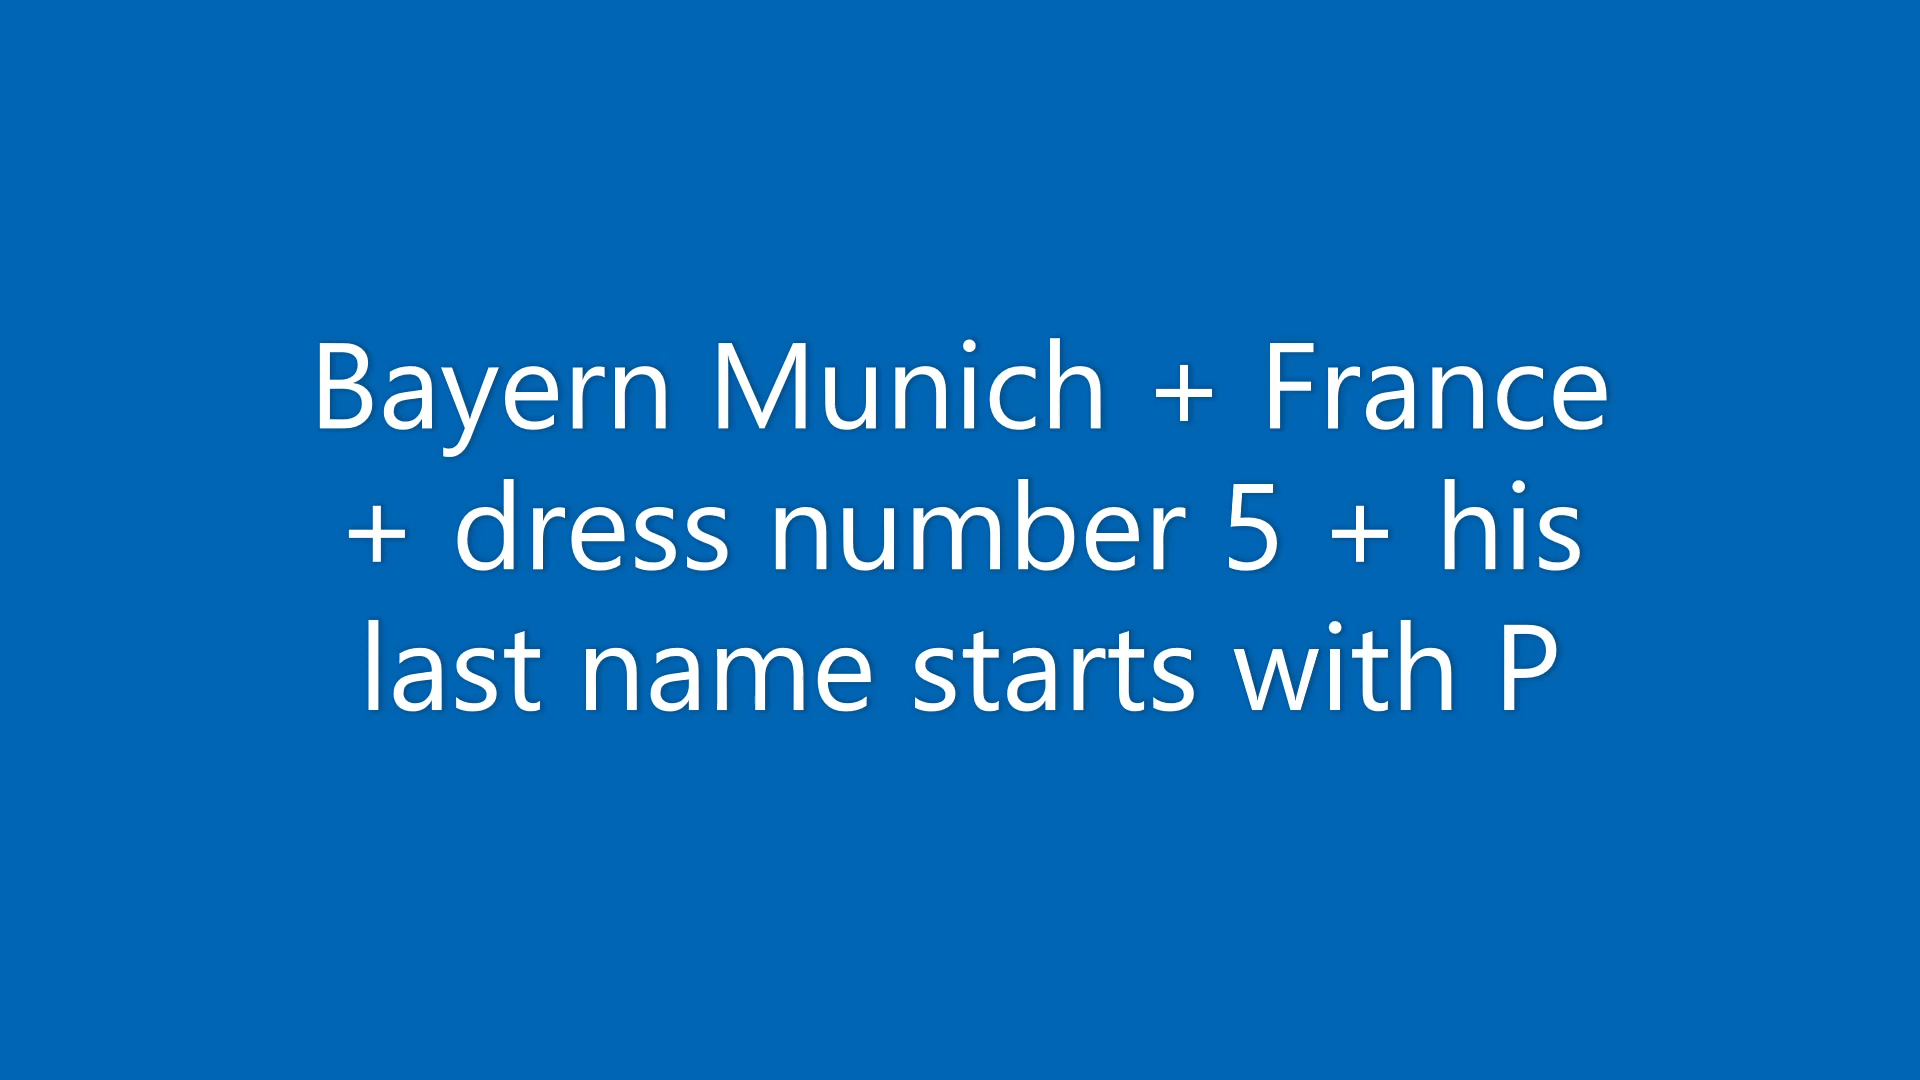 Bayern Munich + France
+ dress number 5 + his
last name starts with P